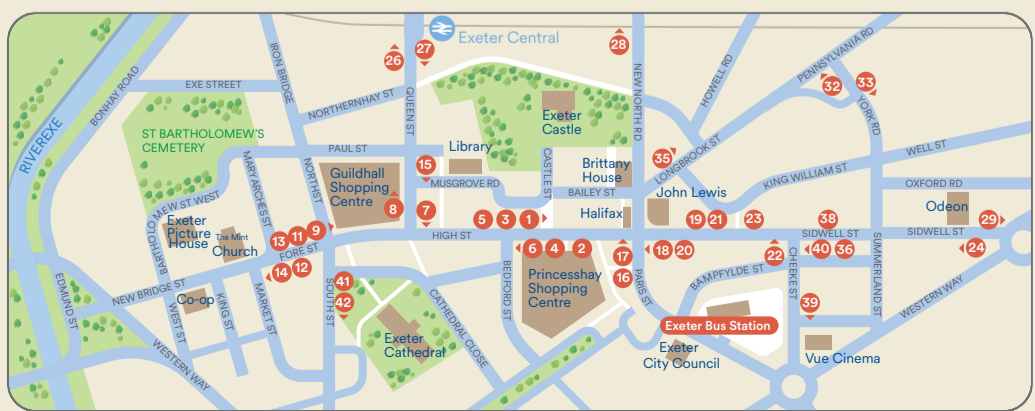 27
Exeter Central
26
28
PENNSYLVANIA RD
HOWELL RD
32
33
IRON BRIDGE
EXE STREET
BONHAY ROAD
RIVEREXE
NORTHERNHAY ST
QUEEN ST
NEW NORTH RD
YORK RD
Exeter
Castle
ST BARTHOLOMEW'S
CEMETERY
PAUL ST
Library
15
MUSGROVE RD
CASTLE ST
Brittany
House
BAILEY ST
35
LONGBROOK ST
John Lewis
KING WILLIAM ST
WELL ST
OXFORD RD
MARY ARCHES ST
NORTH ST
Guildhall
Shopping
Centre
8
7
5
3
1
Halifax
19
21
23
38
SIDWELL ST
Odeon
29
SIDWELL ST
24
MEW ST WEST
Exeter
Picture
House
The Mint
Church
BARTHOLO
13
11
9
FORE ST
14
12
HIGH ST
6
4
2
17
16
18
20
22
40
36
NEW BRIDGE ST
EDMUND ST
Co-op
WEST ST
KING ST
MARKET ST
SOUTH ST
41
42
Exeter
Cathedral
CATHEDRAL CLOSE
BEDFORD ST
Princesshay
Shopping
Centre
PARIS ST
BAMPFYLDE ST
CHEEKE ST
SUMMERLAND ST
39
WESTERN WAY
Exeter Bus Station
Exeter
City Council
Vue Cinema
WESTERN WAY